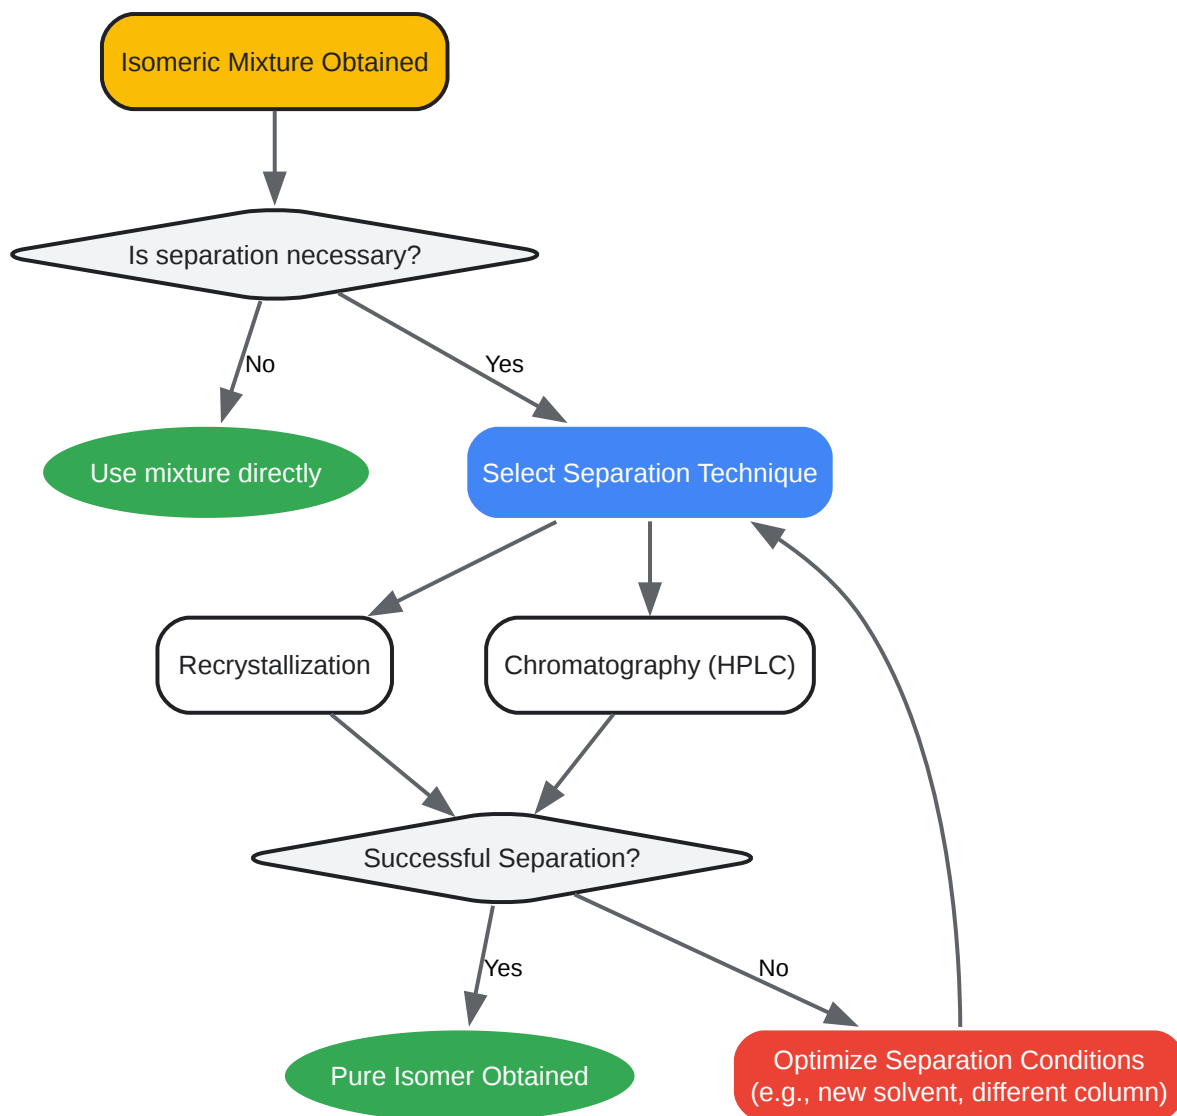 Isomeric Mixture Obtained
Is separation necessary?
No
Yes
Use mixture directly
Select Separation Technique
Recrystallization
Chromatography (HPLC)
Successful Separation?
Yes
No
Pure Isomer Obtained
Optimize Separation Conditions
(e.g., new solvent, different column)